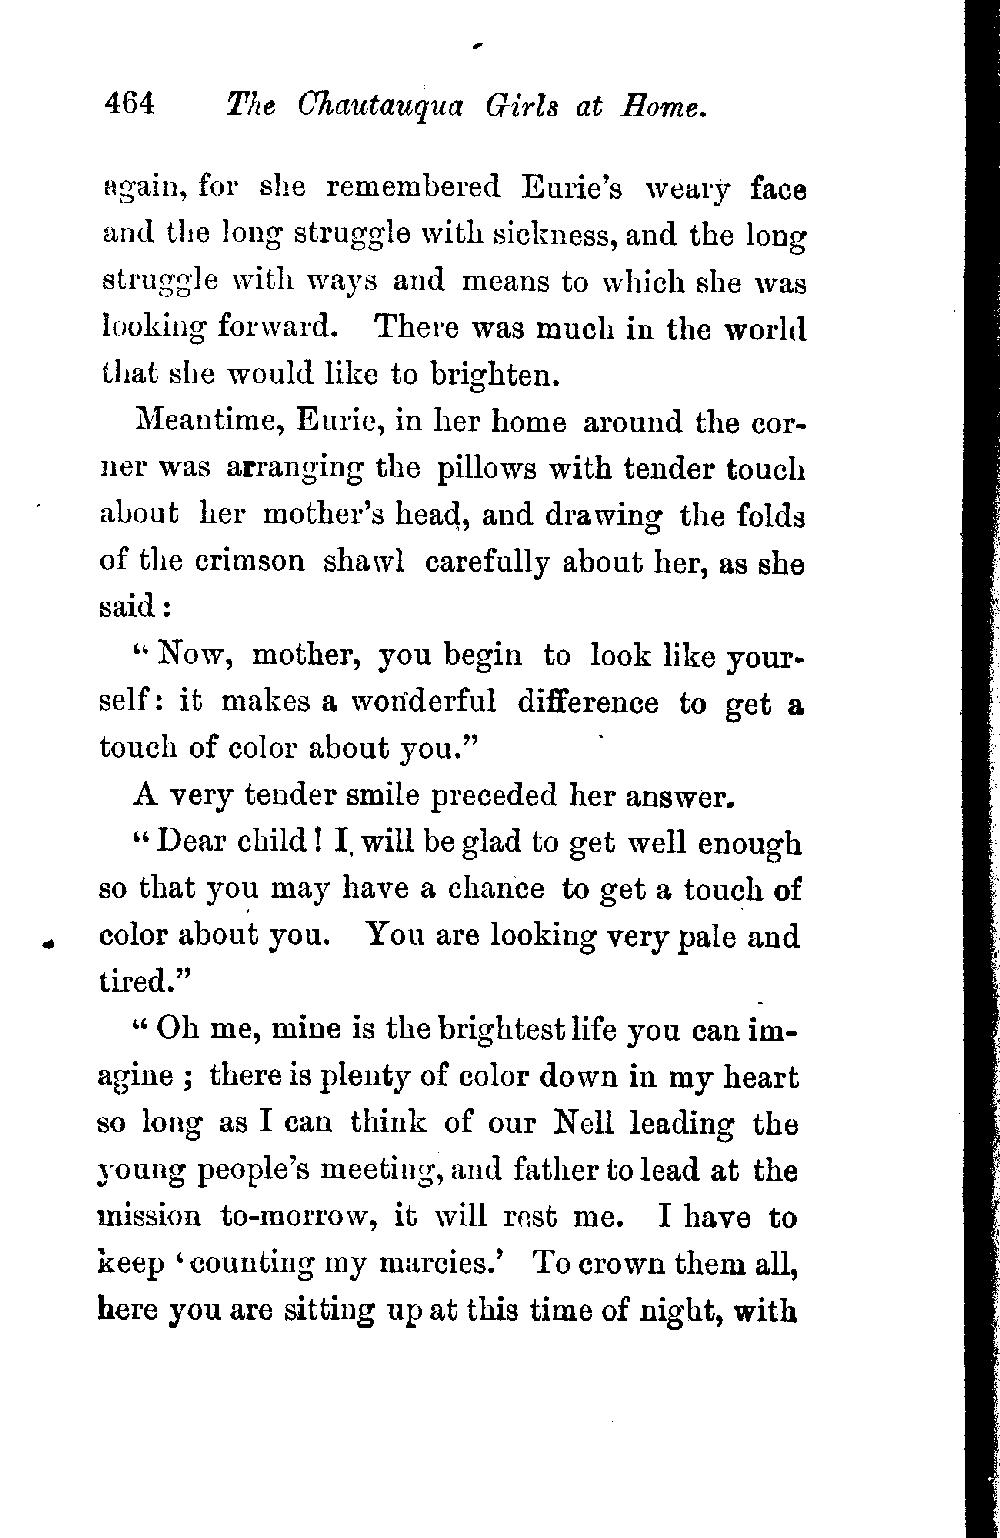 464 The Chautauqua Girls at Home.
again, for she remembered Eurie's weary face
and the long struggle with sickness, and the long
struggle with ways and means to which she was
looking forward. There was much in the world
that she would like to brighten.
Meantime, Eurie, in her home around the cor-
ner was arranging the pillows with tender touch
about her mother's head, and drawing the folds
of the crimson shawl carefully about her, as she
said:
“Now, mother, you begin to look like your-
self: it makes a wonderful difference to get a
touch of color about you.”
A very tender smile preceded her answer.
“Dear child! I will be glad to get well enough
so that you may have a chance to get a touch of
color about you. You are looking very pale and
tired.”
“Oh me, mine is the brightest life you can im-
agine; there is plenty of color down in my heart
so long as I can think of our Nell leading the
young people's meeting, and father to lead at the
mission to-morrow, it will rest me. I have to
keep ‘counting my marcies.’ To crown them all,
here you are sitting up at this time of night, with